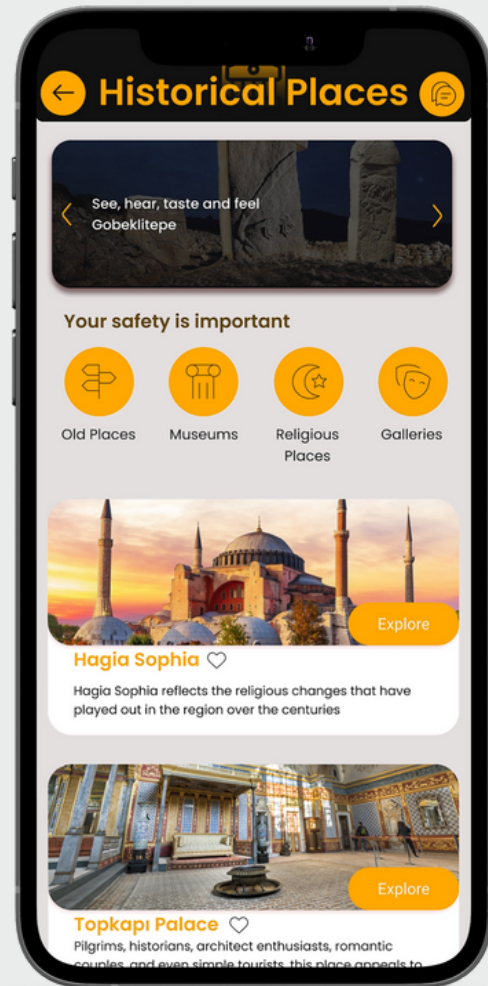 Historical Places
See, hear, taste and feel
Gobeklitepe
Your safety is important
Old Places
Museums
Religious
Places
Galleries
Explore
Hagia Sophia
Hagia Sophia reflects the religious changes that have
played out in the region over the centuries
Explore
Topkapı Palace
Pilgrims, historians, architect enthusiasts, romantic
couples, and even simple tourists, this place appeals to